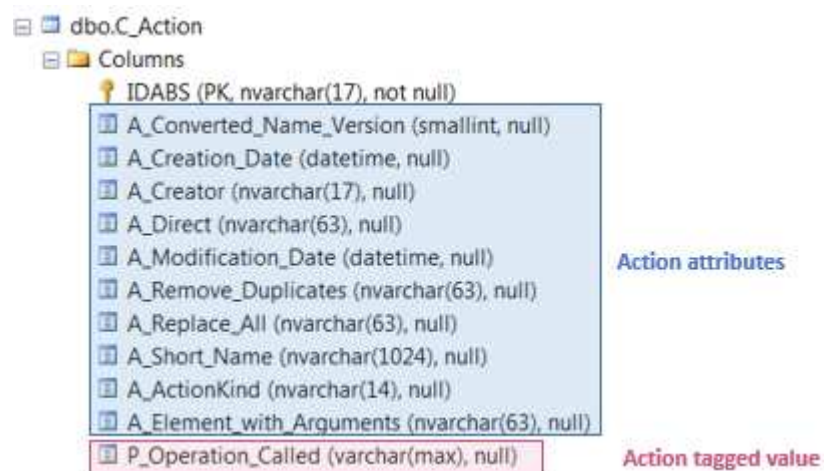 dbo.C_Action
Columns
IDABS (PK, nvarchar(17), not null)
A_Converted_Name_Version (smallint, null)
A_Creation_Date (datetime, null)
A_Creator (nvarchar(17), null)
A_Direct (nvarchar(63), null)
A_Modification_Date (datetime, null)
Action attributes
A_Remove_Duplicates (nvarchar(63), null)
A_Replace_All (nvarchar(63), null)
A_Short_Name (nvarchar(1024), null)
A_ActionKind (nvarchar(14), null)
A_Element_with_Arguments (nvarchar(63), null)
P_Operation_Called (varchar(max), null)
Action tagged value